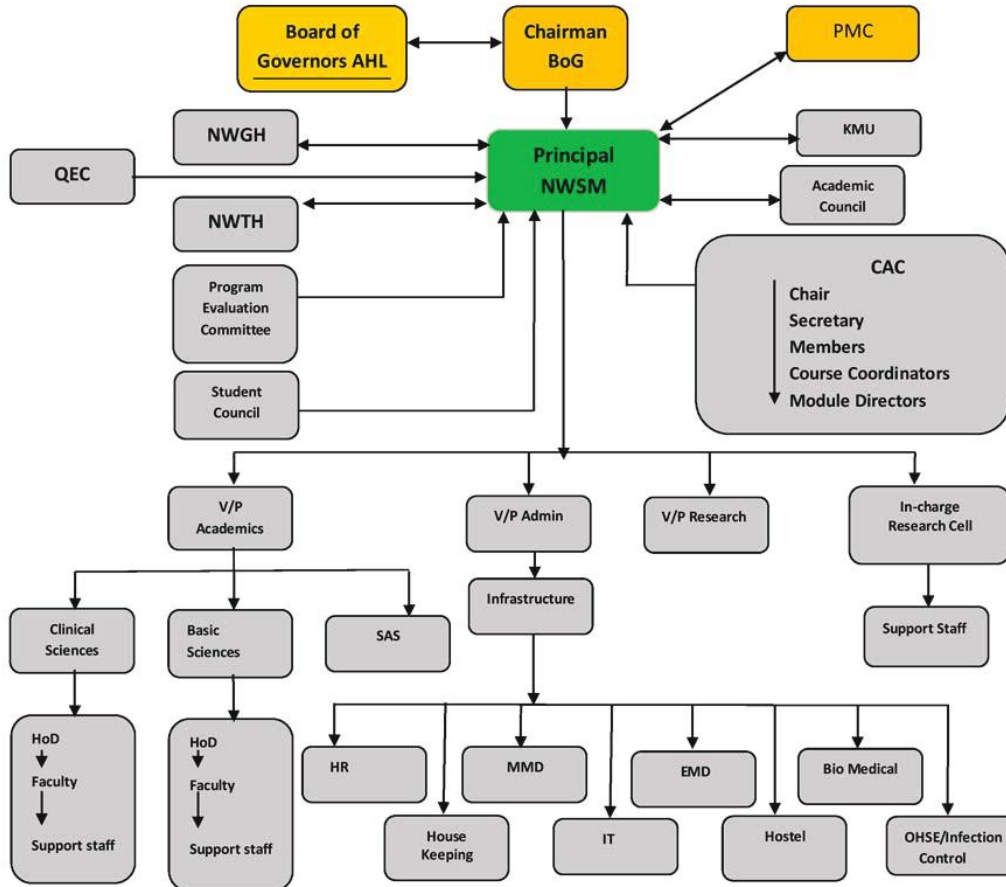 Board of
Governors AHL
Chairman
BoG
PMC
NWGH
KMU
Principal
NWSM
QEC
Academic
Council
NWTH
CAC
Chair
Secretary
Members
Course Coordinators
Module Directors
Program
Evaluation
Committee
Student
Council
V/P
Academics
V/P Admin
V/P Research
In-charge
Research Cell
Infrastructure
Clinical
Sciences
Basic
Sciences
SAS
Support Staff
HoD
Faculty
Support staff
HoD
Faculty
Support staff
HR
MMD
EMD
Bio Medical
House
Keeping
IT
Hostel
OHSE/Infection
Control